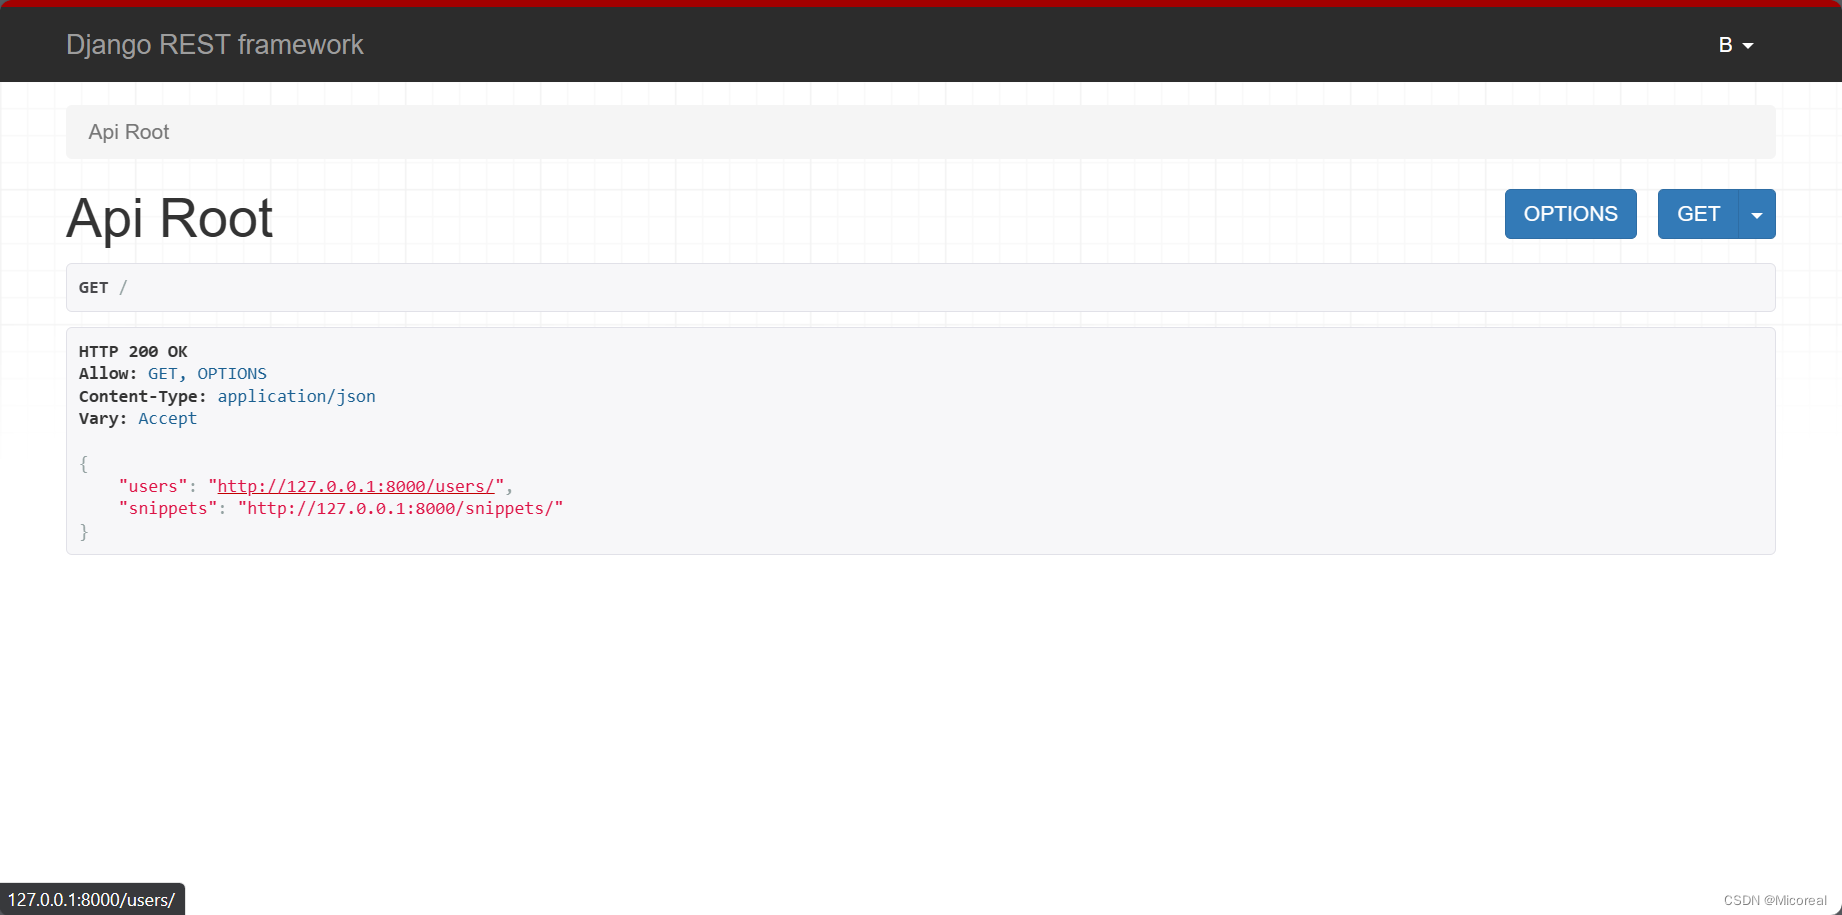 Django REST framework
B
Api Root
Api Root
OPTIONS
GET
GET /
HTTP 200 OK
Allow: GET, OPTIONS
Content-Type: application/json
Vary: Accept
{
"users": "http://127.0.0.1:8000/users/",
"snippets": "http://127.0.0.1:8000/snippets/"
}
127.0.0.1:8000/users/
CSDN @Micoreal